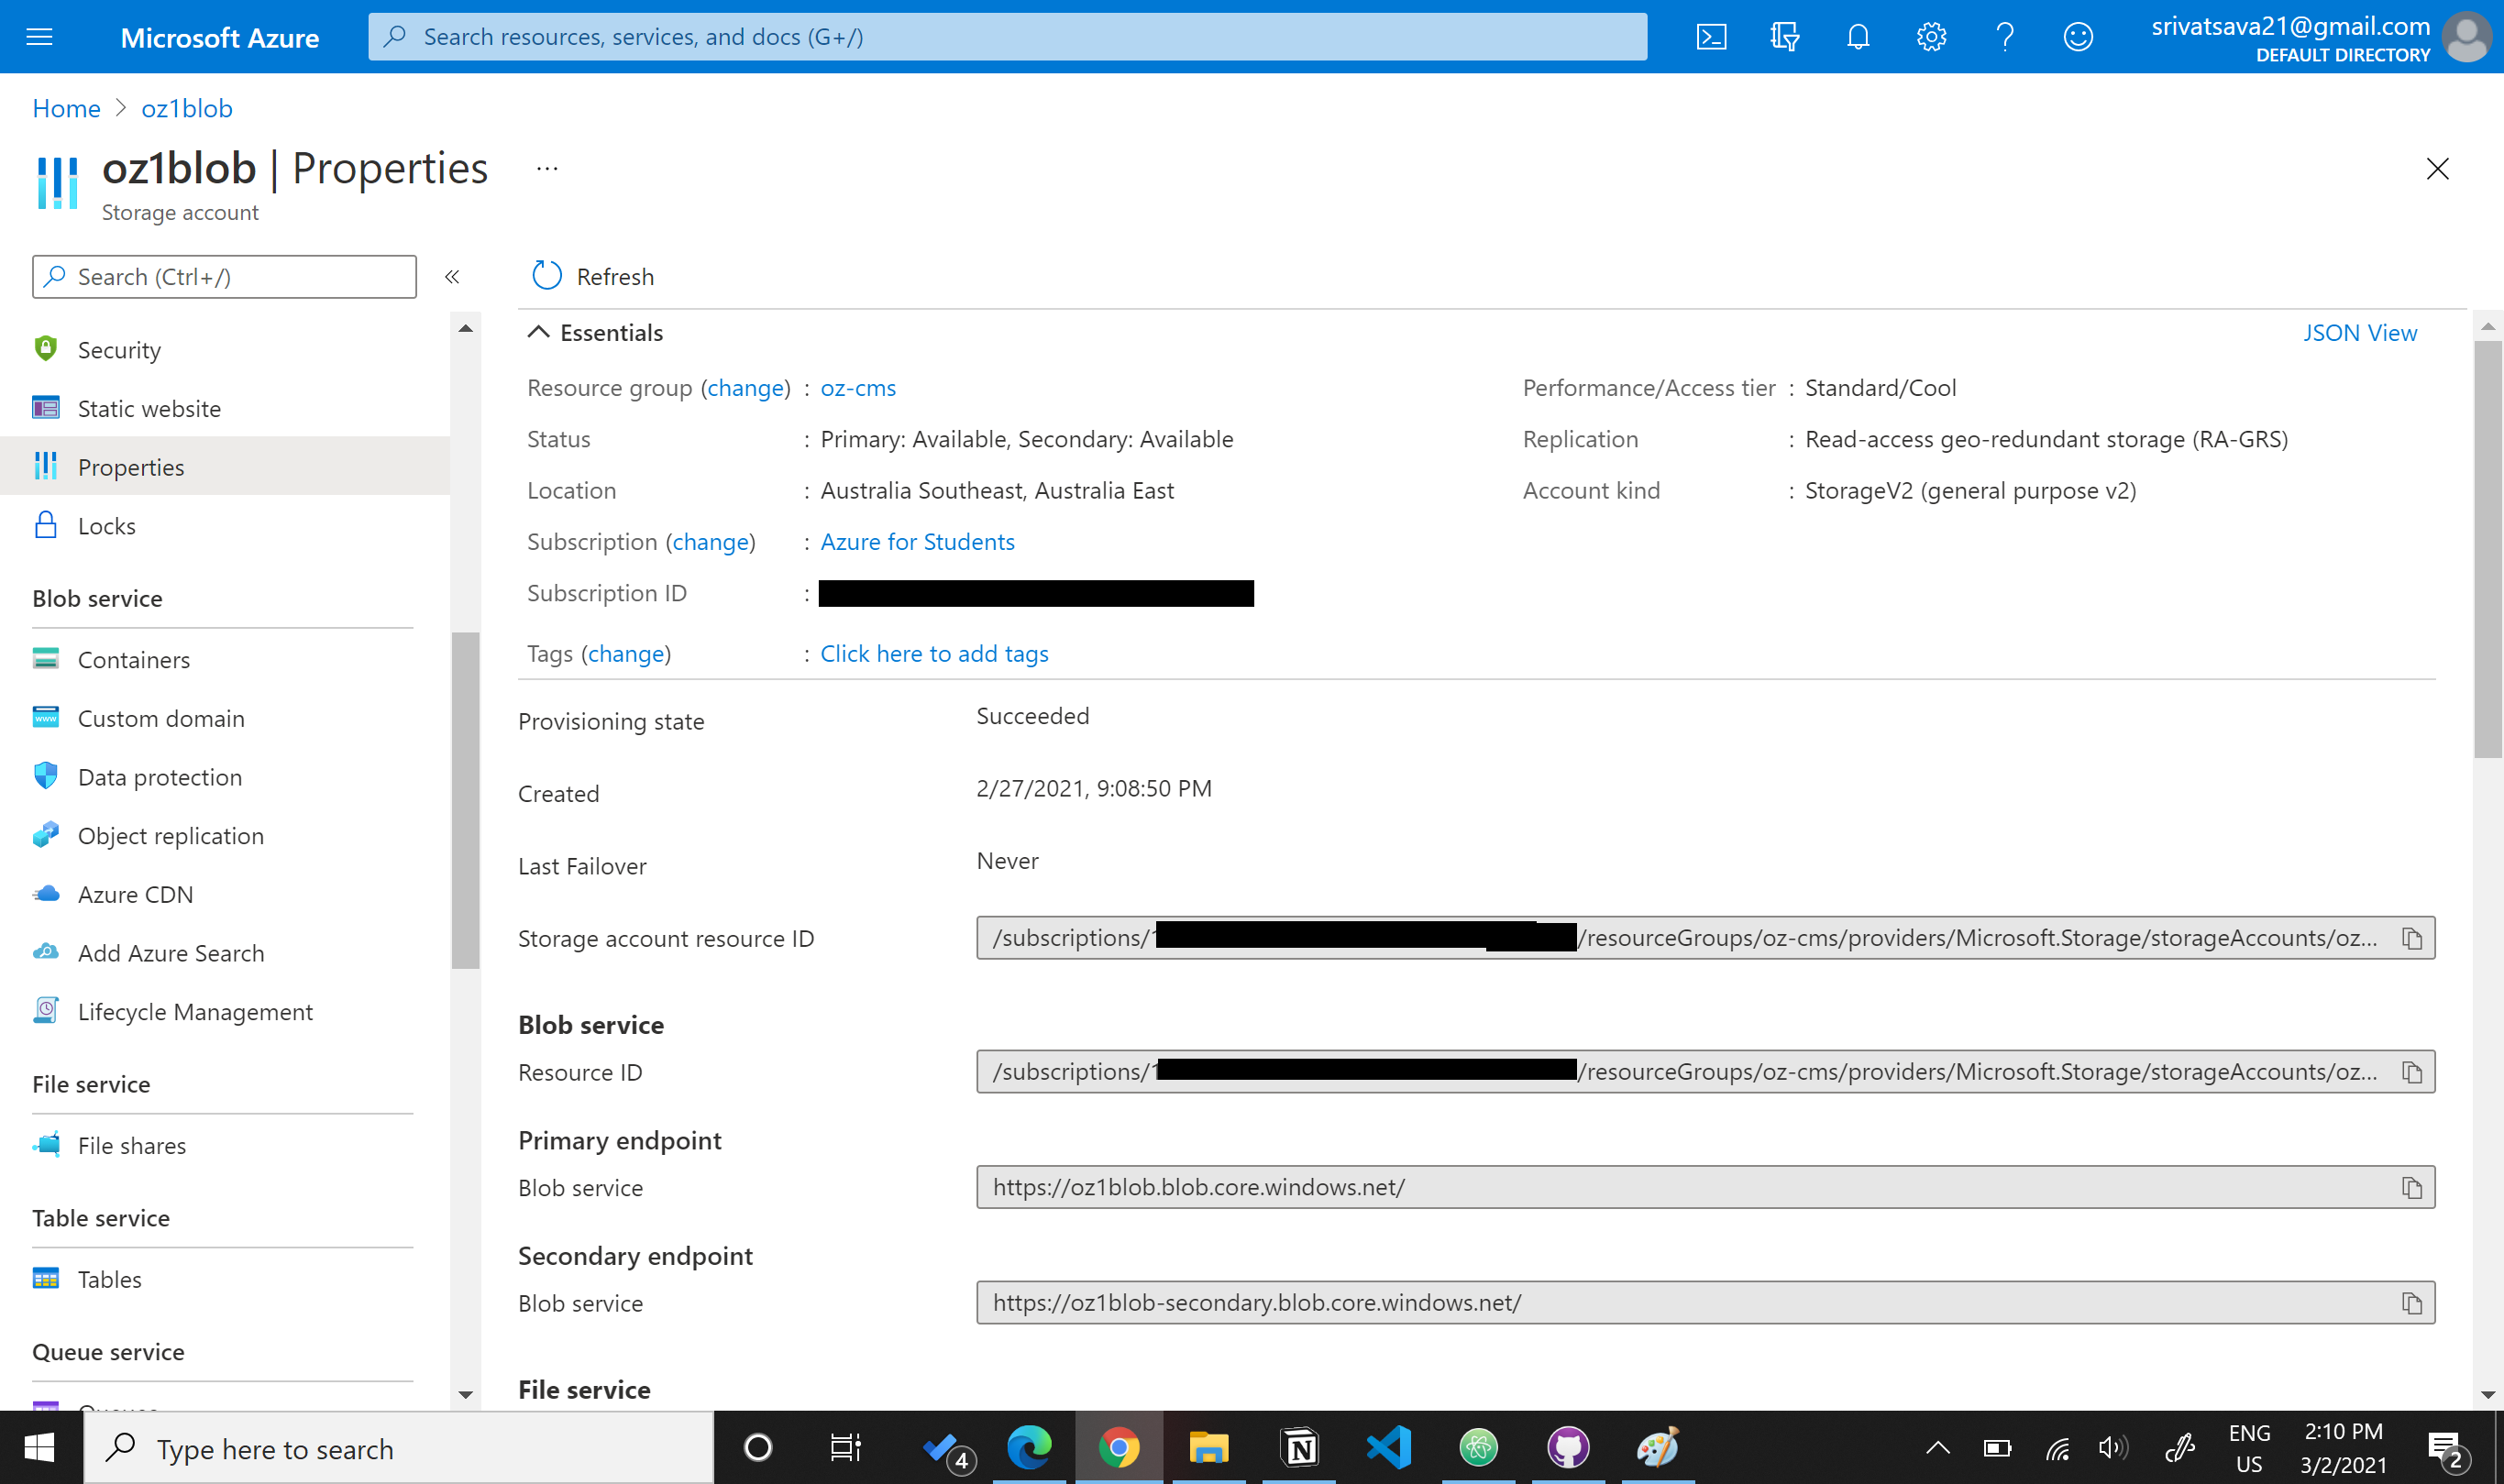 Microsoft Azure
Search resources, services, and docs (G+/)
srivatsava21@gmail.com
DEFAULT DIRECTORY
Home > oz1blob
oz1blob | Properties ...
Storage account
Search (Ctrl+/)
«
Refresh
Security
Static website
Properties
Locks
Blob service
Containers
Custom domain
Data protection
Object replication
Azure CDN
Add Azure Search
Lifecycle Management
File service
File shares
Table service
Tables
Queue service
Essentials
JSON View
Resource group (change) : oz-cms
Status : Primary: Available, Secondary: Available
Location : Australia Southeast, Australia East
Subscription (change) : Azure for Students
Subscription ID :
Tags (change) : Click here to add tags
Performance/Access tier : Standard/Cool
Replication : Read-access geo-redundant storage (RA-GRS)
Account kind : StorageV2 (general purpose v2)
Provisioning state Succeeded
Created 2/27/2021, 9:08:50 PM
Last Failover Never
Storage account resource ID /subscriptions/ /resourceGroups/oz-cms/providers/Microsoft.Storage/storageAccounts/oz...
Blob service
Resource ID /subscriptions/ /resourceGroups/oz-cms/providers/Microsoft.Storage/storageAccounts/oz...
Primary endpoint
Blob service https://oz1blob.blob.core.windows.net/
Secondary endpoint
Blob service https://oz1blob-secondary.blob.core.windows.net/
File service
Type here to search
4
ENG
US
2:10 PM
3/2/2021
2